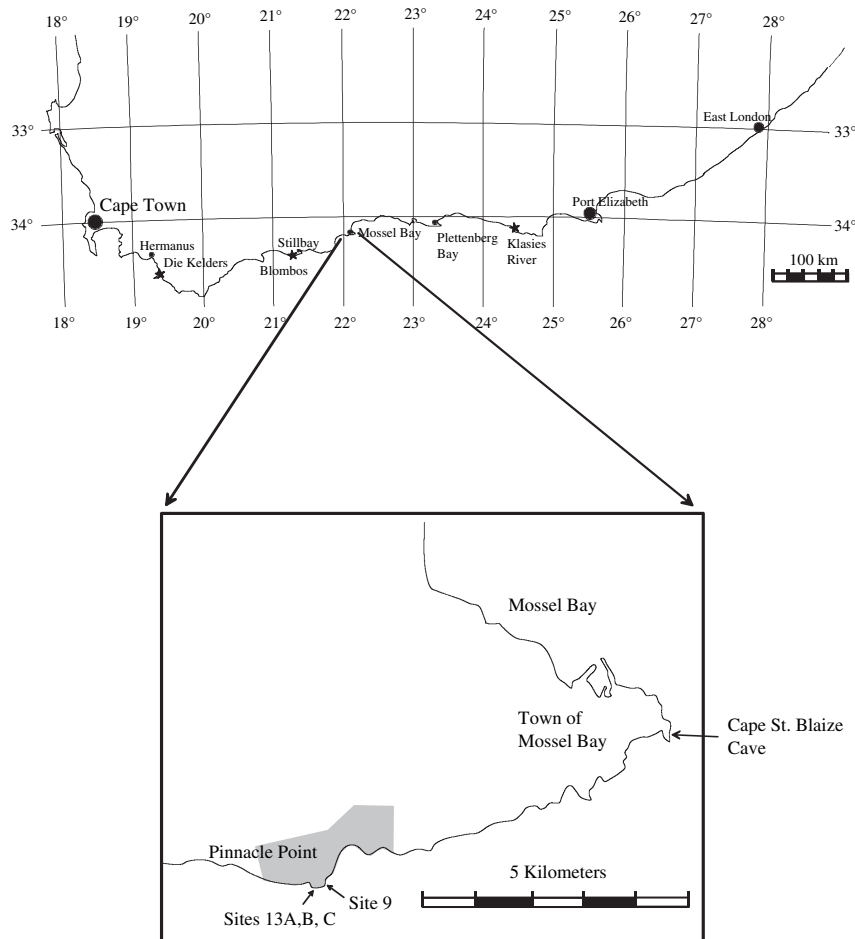 18° 19° 20° 21° 22° 23° 24° 25° 26° 27° 28°
33° 33°
34° 34°
East London
Cape Town
Port Elizabeth
Hermanus
Die Kelders
Stillbay
Blombos
Mossel Bay
Plettenberg
Bay
Klasies
River
100 km
18° 19° 20° 21° 22° 23° 24° 25° 26° 27° 28°
Mossel Bay
Town of
Mossel Bay
Cape St. Blaize
Cave
Pinnacle Point
5 Kilometers
Site 9
Sites 13A,B, C